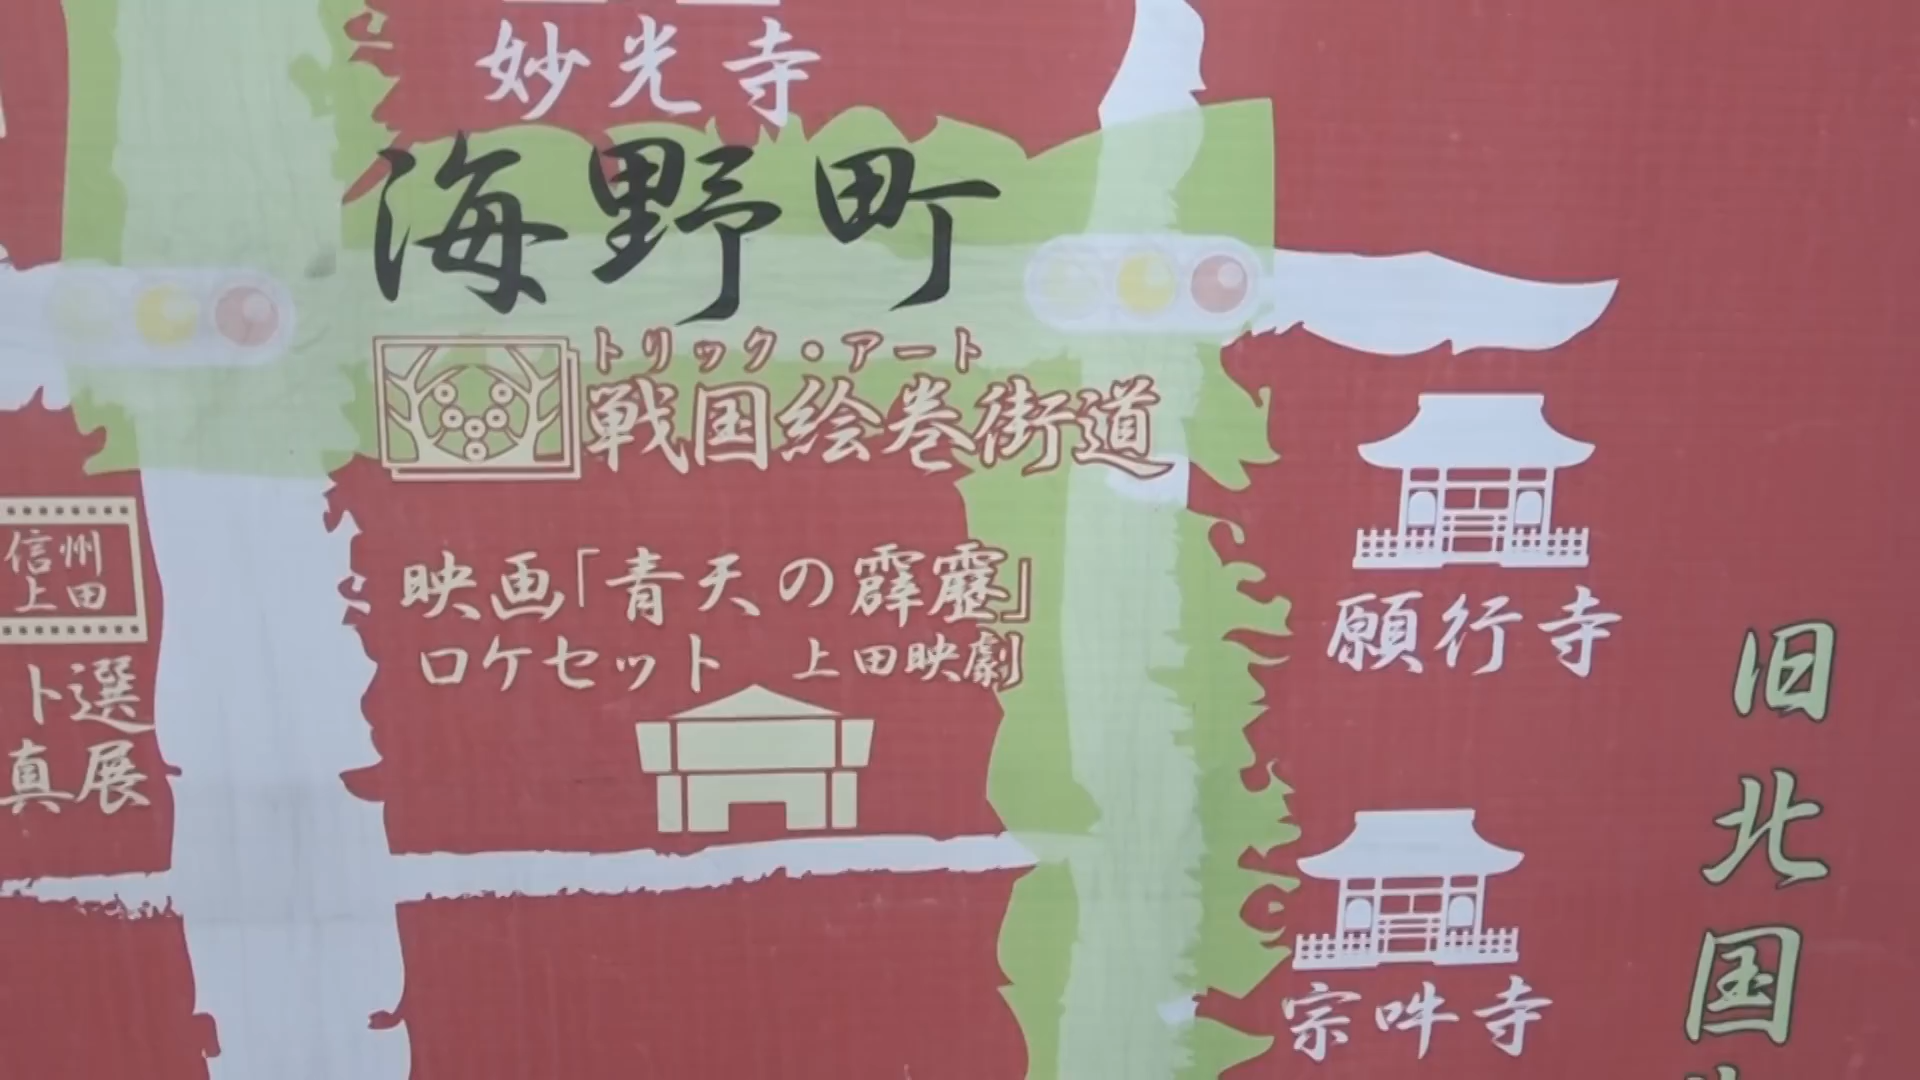 妙光寺
海野町
トリック・アート
戦国絵巻街道
信州
上田
映画「青天の霹靂」
ロケセット 上田映劇
ト選
真展
願行寺
宗吽寺
旧北国